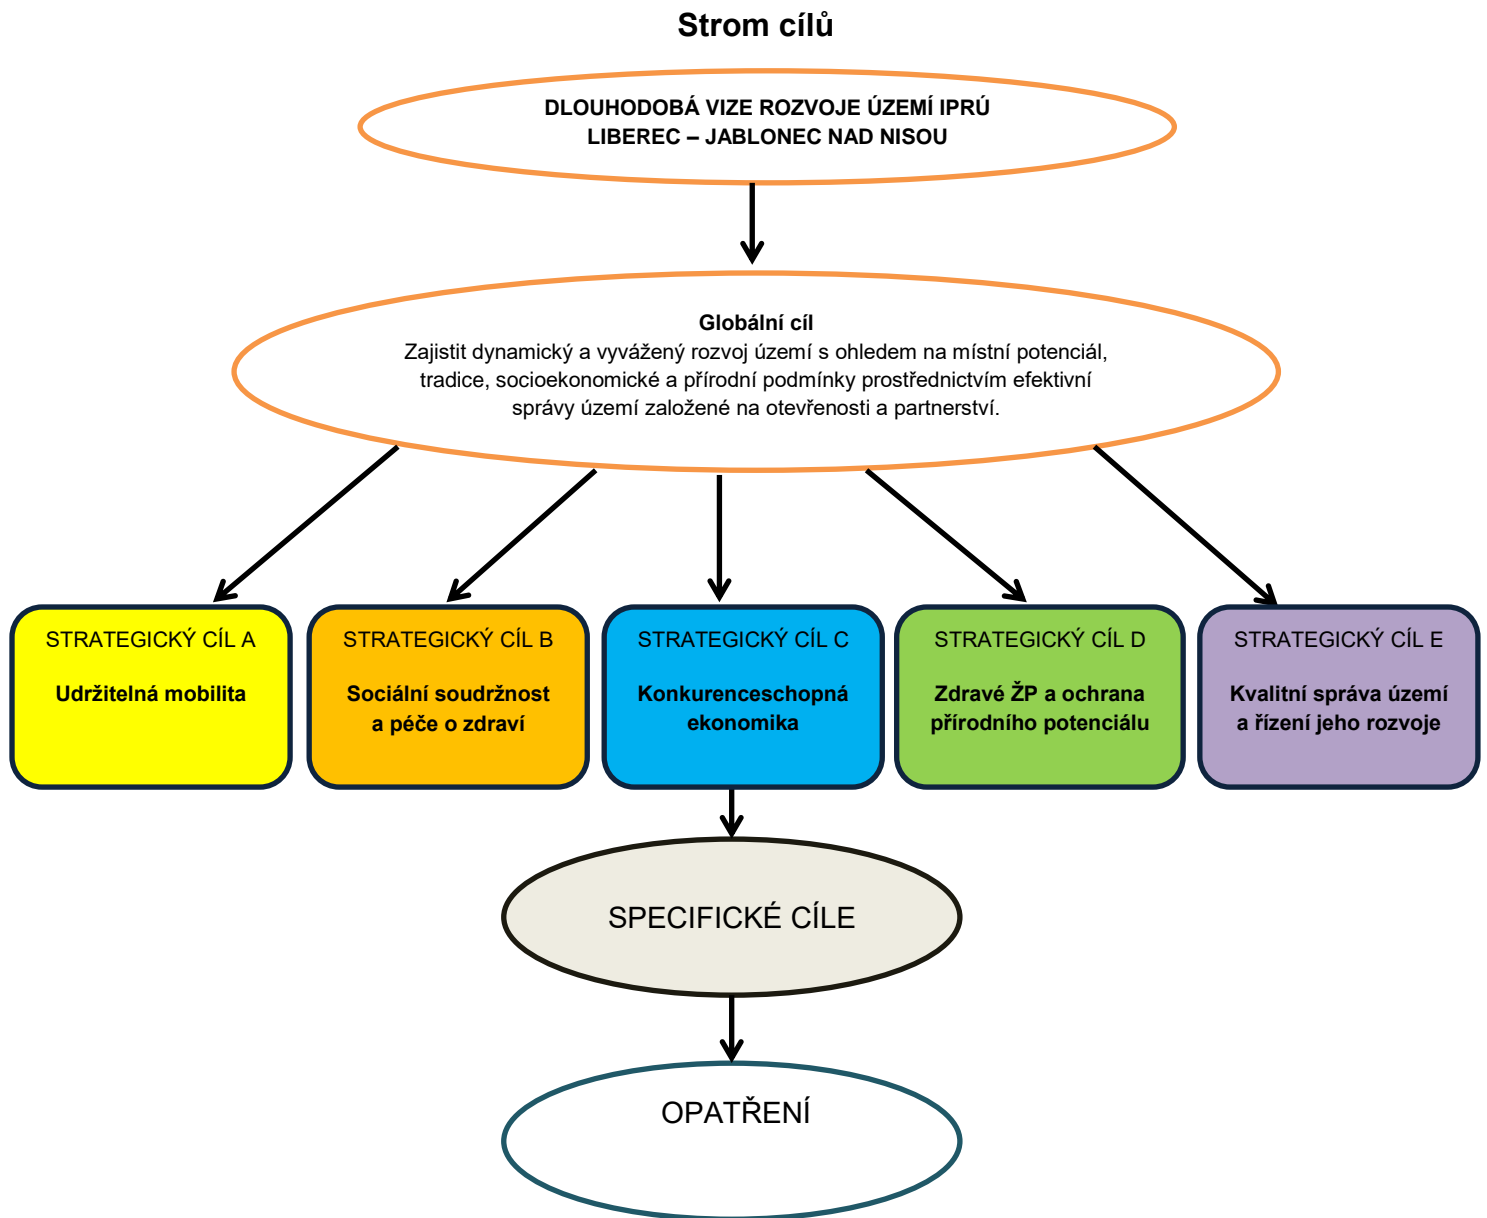 Strom cílů
DLOUHODOBÁ VIZE ROZVOJE ÚZEMÍ IPRÚ
LIBEREC – JABLONEC NAD NISOU
Globální cíl
Zajistit dynamický a vyvážený rozvoj území s ohledem na místní potenciál,
tradice, socioekonomické a přírodní podmínky prostřednictvím efektivní
správy území založené na otevřenosti a partnerství.
STRATEGICKÝ CÍL A
Udržitelná mobilita
STRATEGICKÝ CÍL B
Sociální soudržnost
a péče o zdraví
STRATEGICKÝ CÍL C
Konkurenceschopná
ekonomika
STRATEGICKÝ CÍL D
Zdravé ŽP a ochrana
přírodního potenciálu
STRATEGICKÝ CÍL E
Kvalitní správa území
a řízení jeho rozvoje
SPECIFICKÉ CÍLE
OPATŘENÍ